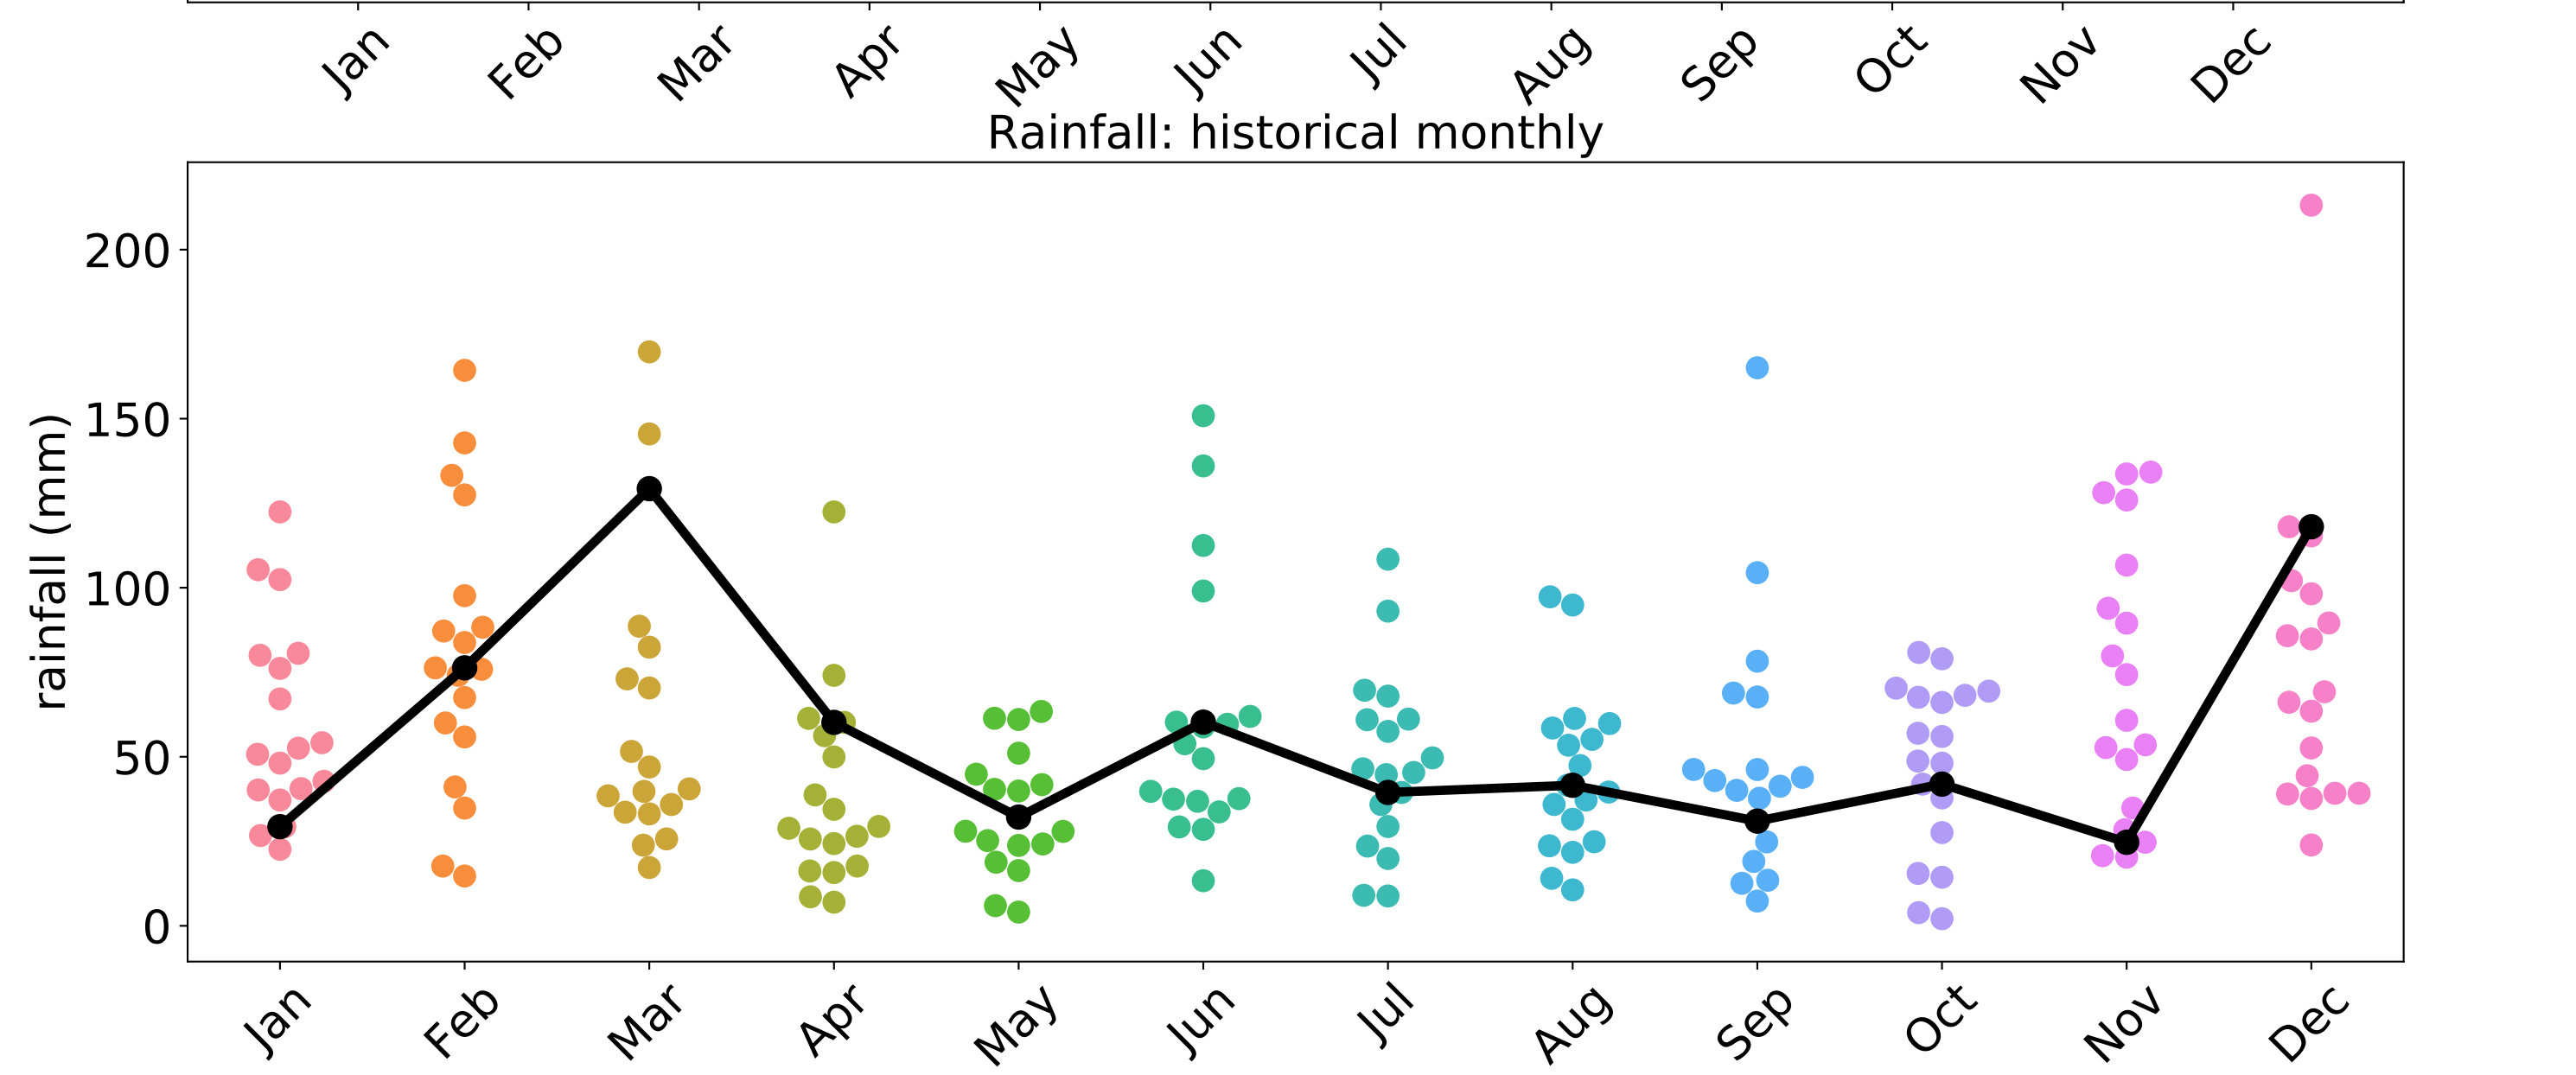 Jan Feb Mar Apr May Jun Jul Aug Sep Oct Nov Dec
Rainfall: historical monthly
rainfall (mm)
200
150
100
50
0
Jan Feb Mar Apr May Jun Jul Aug Sep Oct Nov Dec